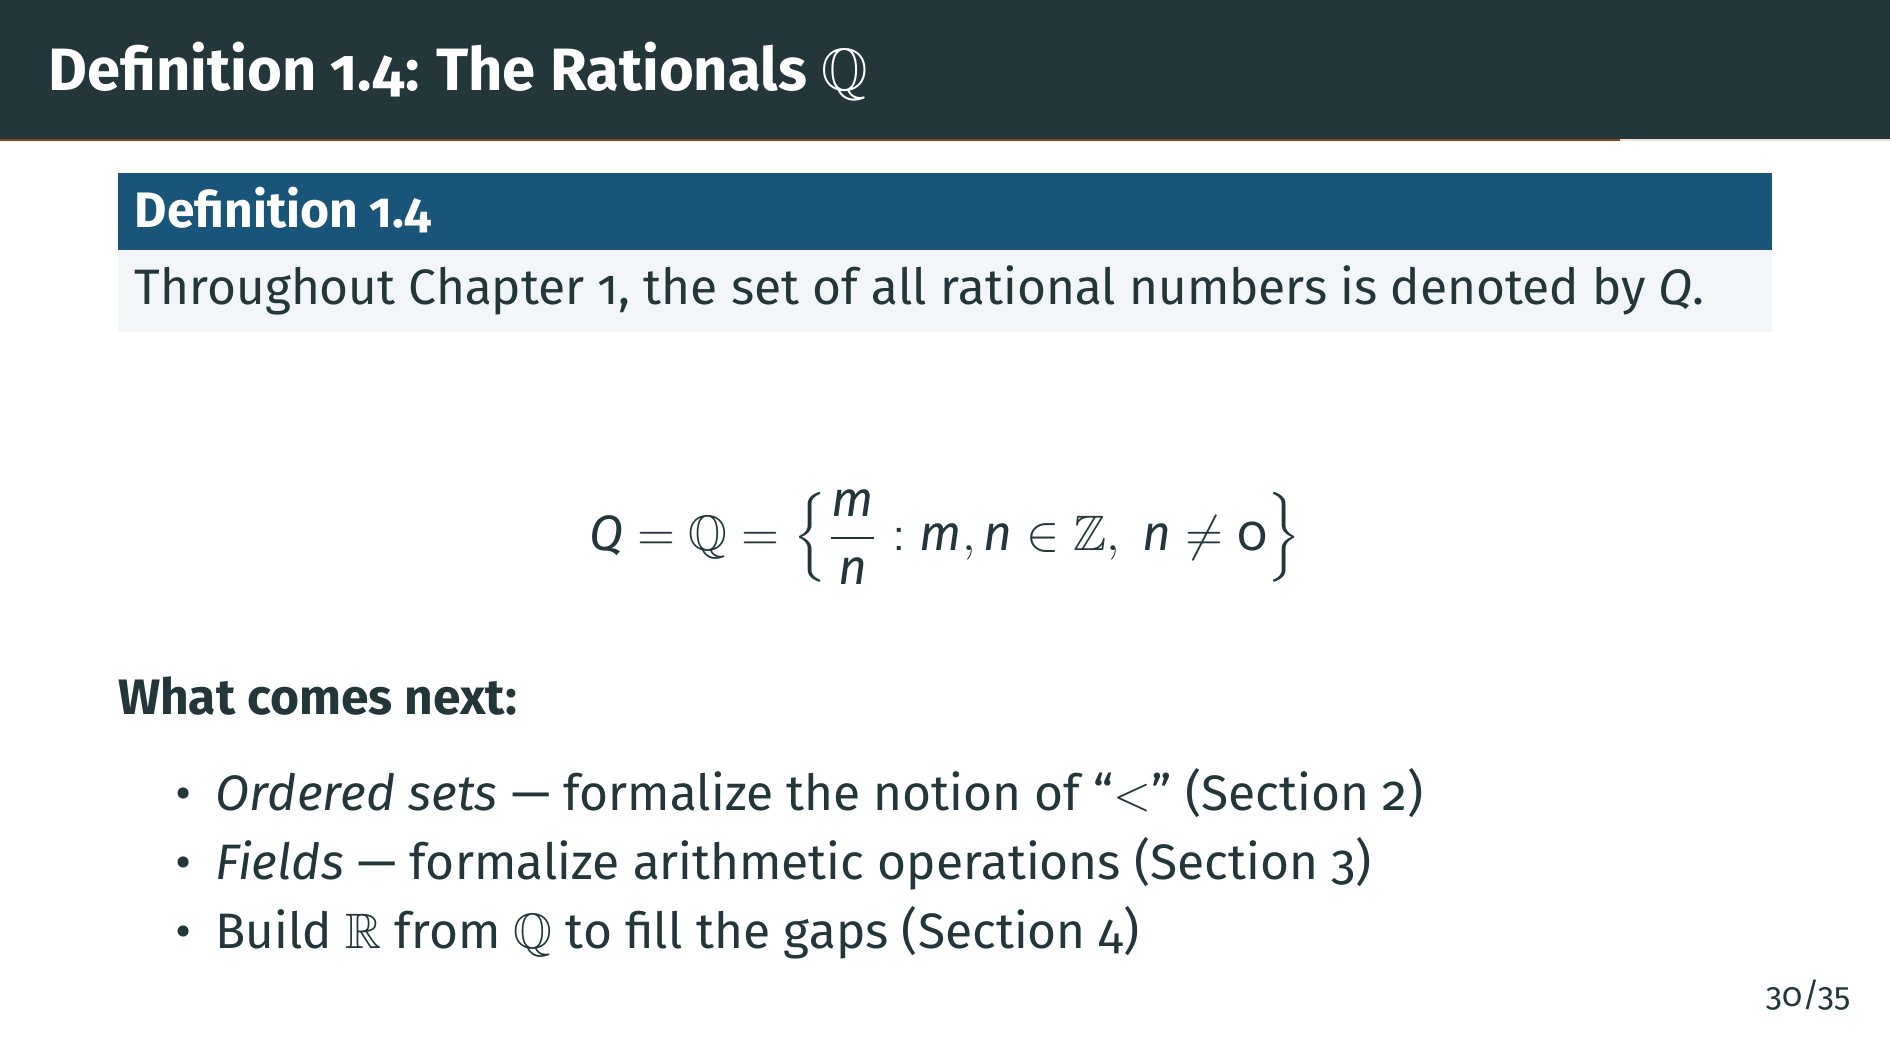 Definition 1.4: The Rationals ℚ
Definition 1.4
Throughout Chapter 1, the set of all rational numbers is denoted by Q.
Q = ℚ = { m/n : m, n ∈ ℤ, n ≠ 0 }
What comes next:
• Ordered sets — formalize the notion of “<” (Section 2)
• Fields — formalize arithmetic operations (Section 3)
• Build ℝ from ℚ to fill the gaps (Section 4)
30/35